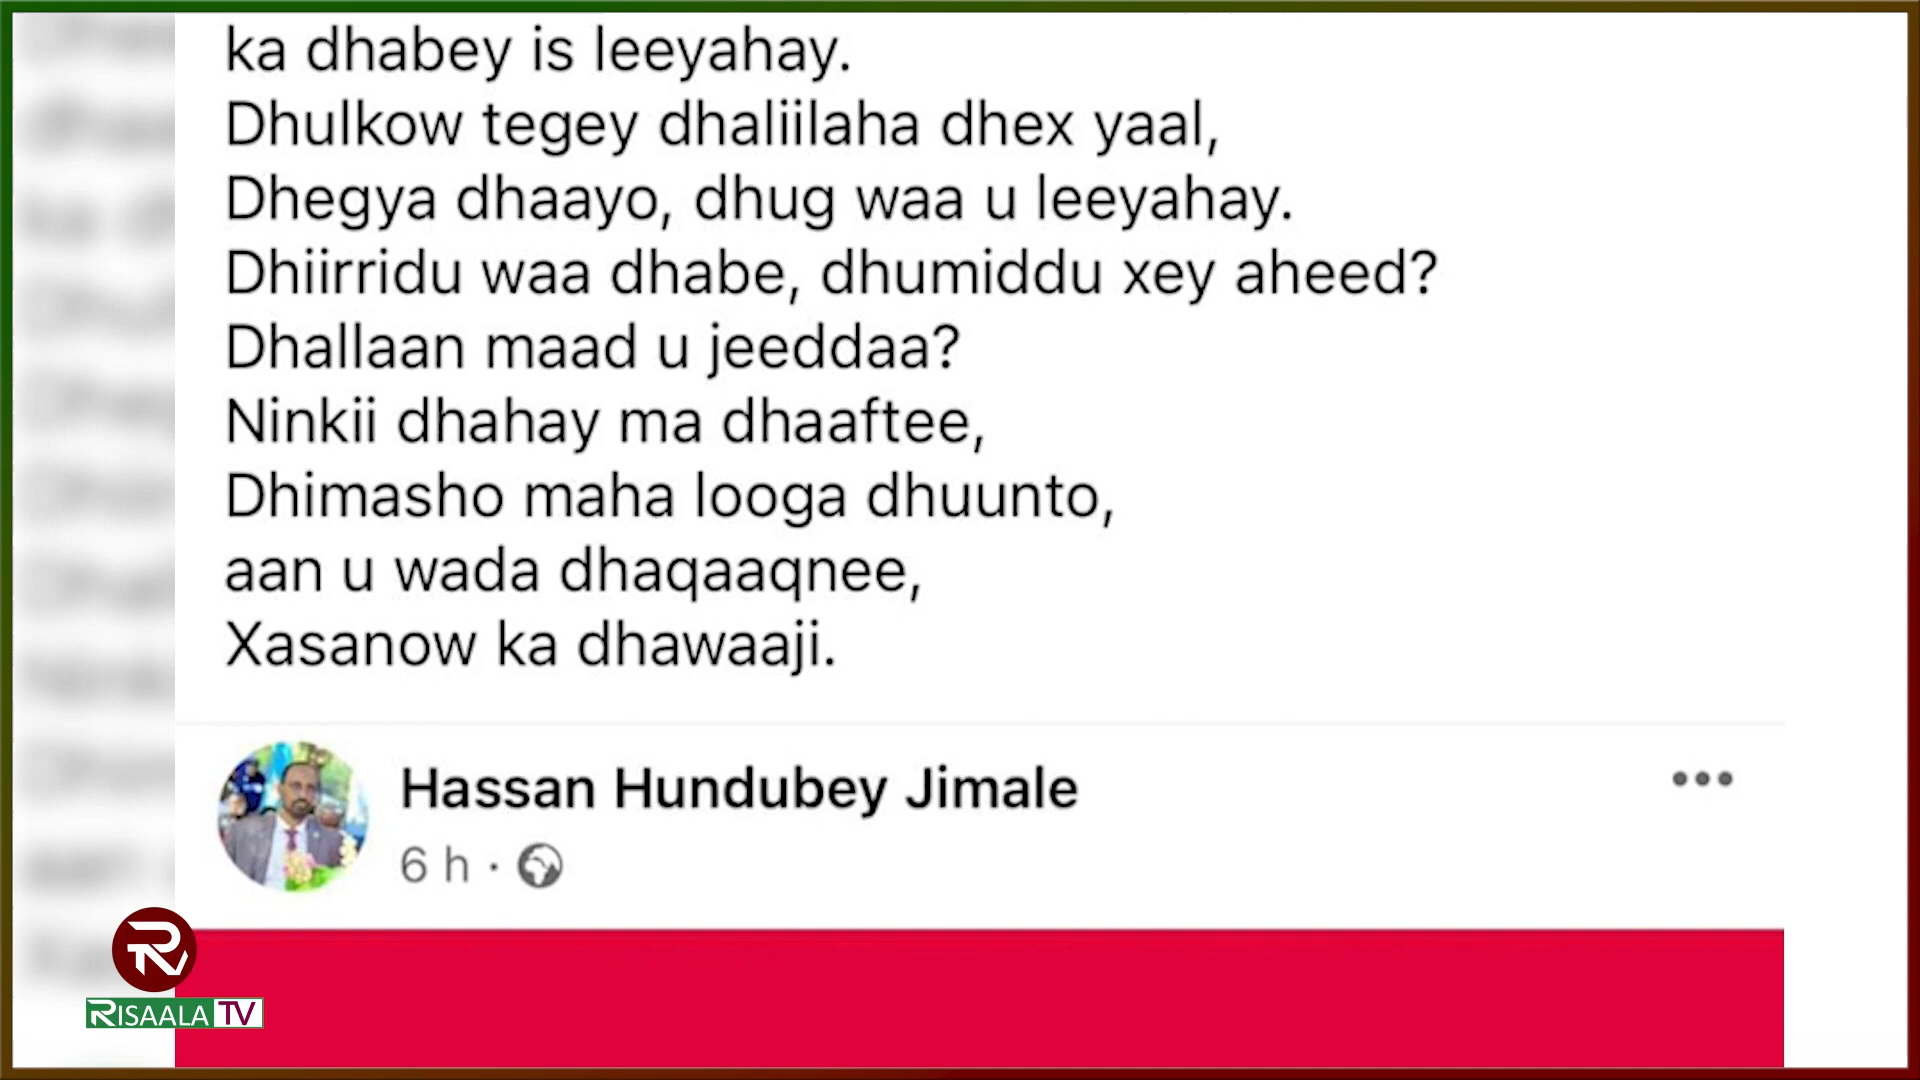 ka dhabey is leeyahay.
Dhulkow tegey dhaliilaha dhex yaal,
Dhegya dhaayo, dhug waa u leeyahay.
Dhiirridu waa dhabe, dhumiddu xey aheed?
Dhallaan maad u jeeddaa?
Ninkii dhahay ma dhaaftee,
Dhimasho maha looga dhuunto,
aan u wada dhaqaaqnee,
Xasanow ka dhawaaji.
Hassan Hundubey Jimale
6 h ·
RISAALA TV